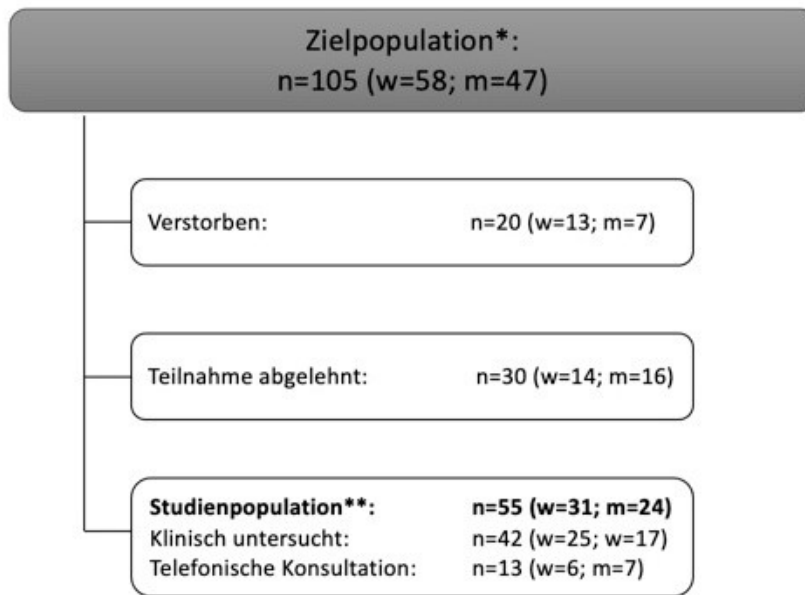 Zielpopulation*:
n=105 (w=58; m=47)
Verstorben: n=20 (w=13; m=7)
Teilnahme abgelehnt: n=30 (w=14; m=16)
Studienpopulation**: n=55 (w=31; m=24)
Klinisch untersucht: n=42 (w=25; w=17)
Telefonische Konsultation: n=13 (w=6; m=7)